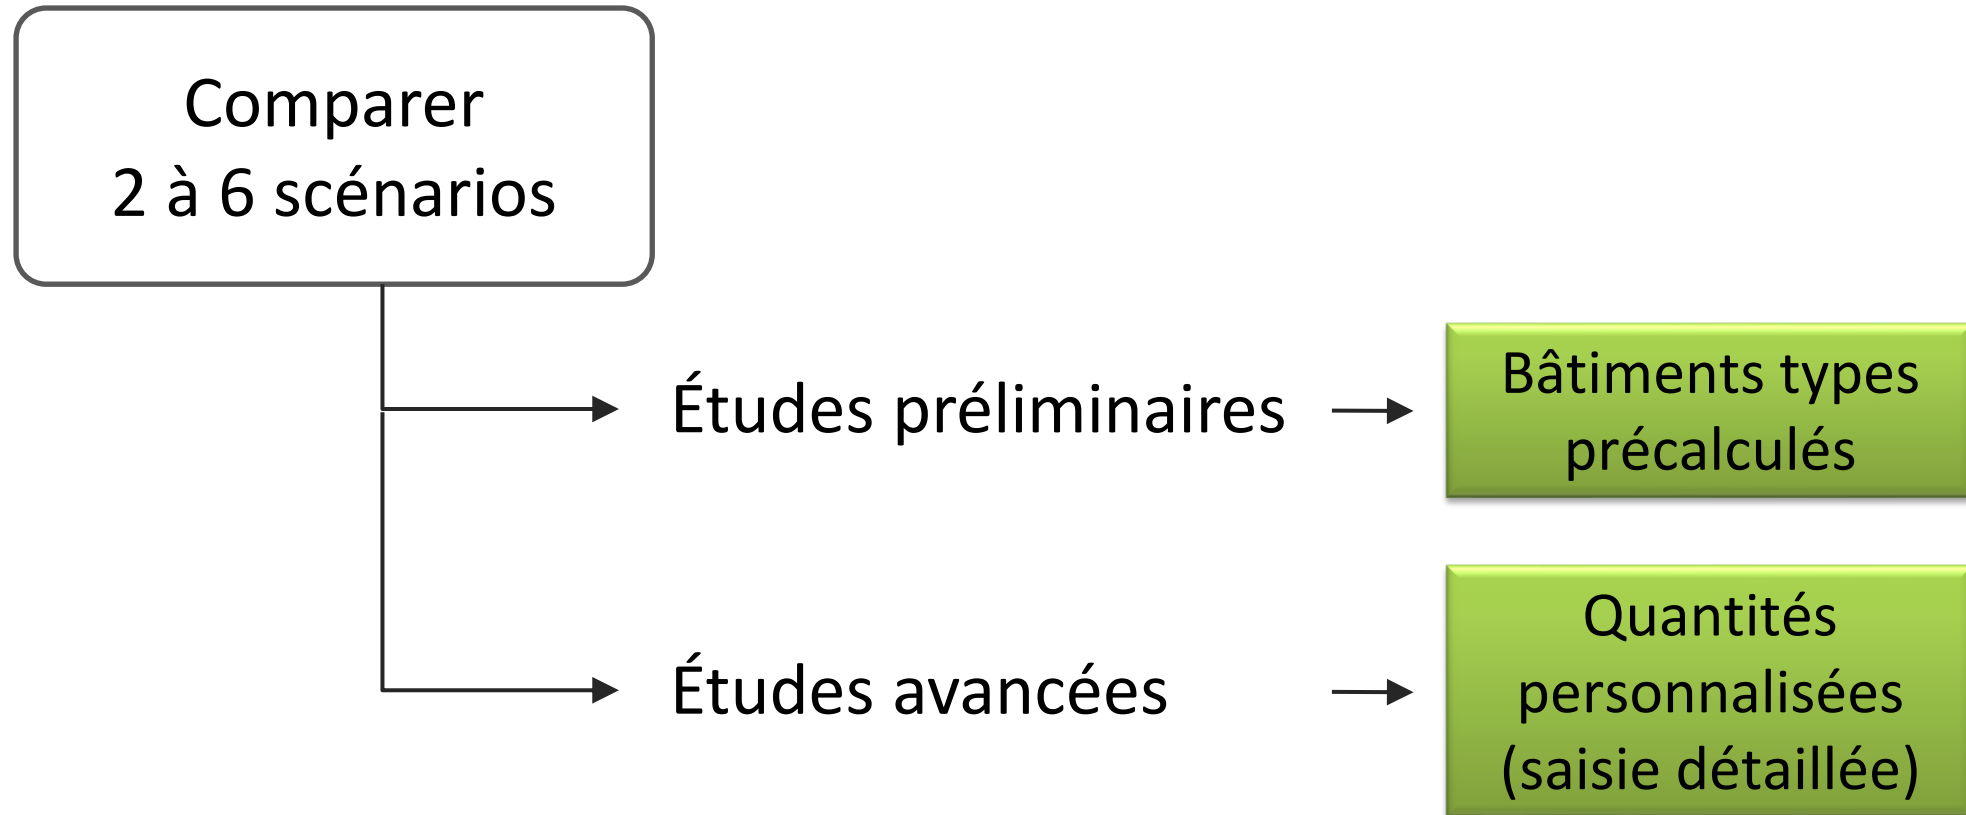 Comparer
2 à 6 scénarios
Études préliminaires
Bâtiments types
précalculés
Études avancées
Quantités
personnalisées
(saisie détaillée)